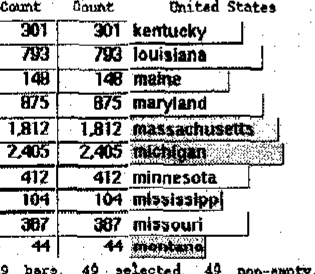 Count Count United States
301 301 kentucky
793 793 louisiana
148 148 maine
875 875 maryland
1,812 1,812 massachusetts
2,405 2,405 michigan
412 412 minnesota
104 104 mississippi
387 387 missouri
44 44 montana
9 bars. 49 selected. 49 non-empty.